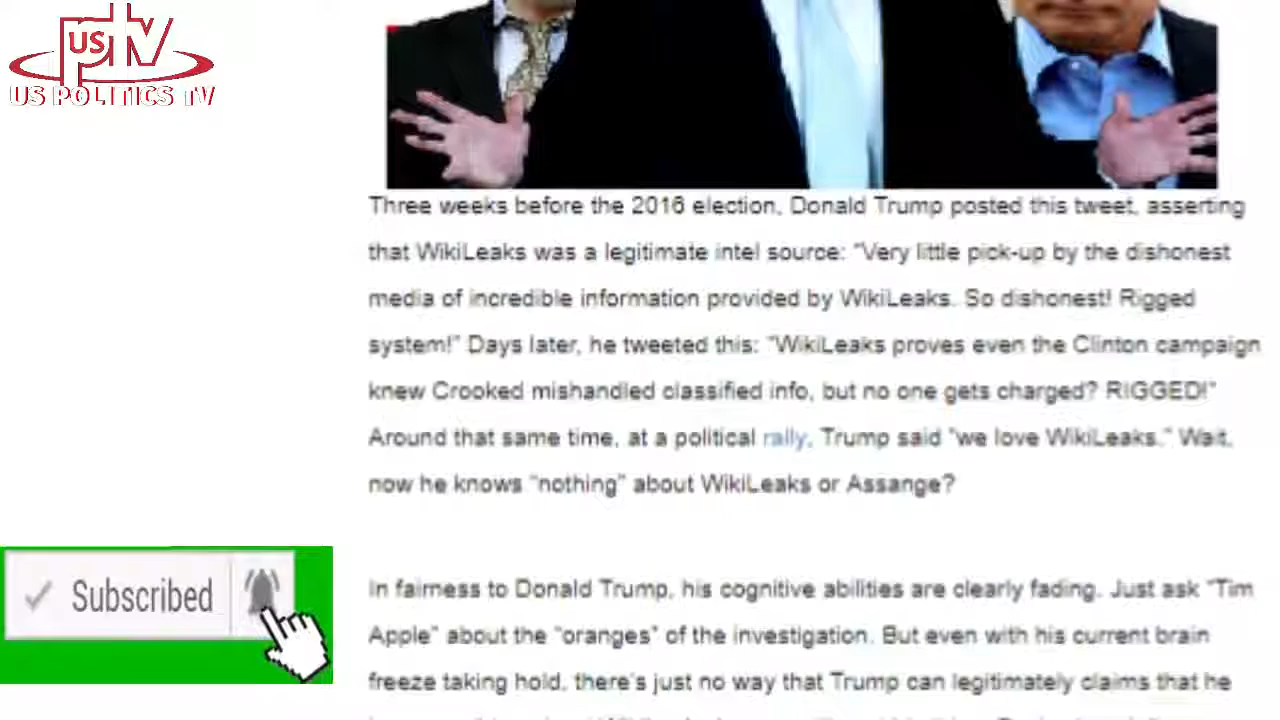 US
ptv
US POLITICS TV
Three weeks before the 2016 election, Donald Trump posted this tweet, asserting
that WikiLeaks was a legitimate intel source: "Very little pick-up by the dishonest
media of incredible information provided by WikiLeaks. So dishonest! Rigged
system!" Days later, he tweeted this: "WikiLeaks proves even the Clinton campaign
knew Crooked mishandled classified info, but no one gets charged? RIGGED!"
Around that same time, at a political rally, Trump said "we love WikiLeaks." Wait,
now he knows "nothing" about WikiLeaks or Assange?
Subscribed
In fairness to Donald Trump, his cognitive abilities are clearly fading. Just ask "Tim
Apple" about the "oranges" of the investigation. But even with his current brain
freeze taking hold, there's just no way that Trump can legitimately claims that he